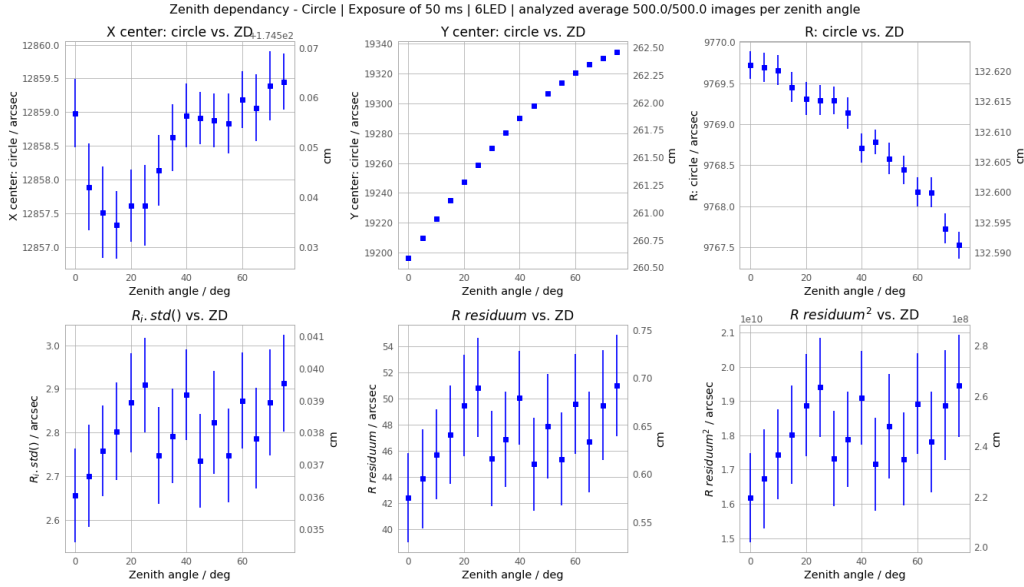 Zenith dependancy - Circle | Exposure of 50 ms | 6LED | analyzed average 500.0/500.0 images per zenith angle
X center: circle vs. ZD
+1.745e2
12860.0
12859.5
12859.0
12858.5
12858.0
12857.5
12857.0
X center: circle / arcsec
0.07
0.06
0.05
0.04
0.03
cm
0 20 40 60
Zenith angle / deg
Y center: circle vs. ZD
19340
19320
19300
19280
19260
19240
19220
19200
Y center: circle / arcsec
262.50
262.25
262.00
261.75
261.50
261.25
261.00
260.75
260.50
cm
0 20 40 60
Zenith angle / deg
R: circle vs. ZD
9770.0
9769.5
9769.0
9768.5
9768.0
9767.5
R: circle / arcsec
132.620
132.615
132.610
132.605
132.600
132.595
132.590
cm
0 20 40 60
Zenith angle / deg
R_i.std() vs. ZD
3.0
2.9
2.8
2.7
2.6
R_i.std() / arcsec
0.041
0.040
0.039
0.038
0.037
0.036
0.035
cm
0 20 40 60
Zenith angle / deg
R residuum vs. ZD
54
52
50
48
46
44
42
40
R residuum / arcsec
0.75
0.70
0.65
0.60
0.55
cm
0 20 40 60
Zenith angle / deg
R residuum² vs. ZD
1e10
1e8
2.1
2.0
1.9
1.8
1.7
1.6
1.5
R residuum² / arcsec
2.8
2.6
2.4
2.2
2.0
cm
0 20 40 60
Zenith angle / deg